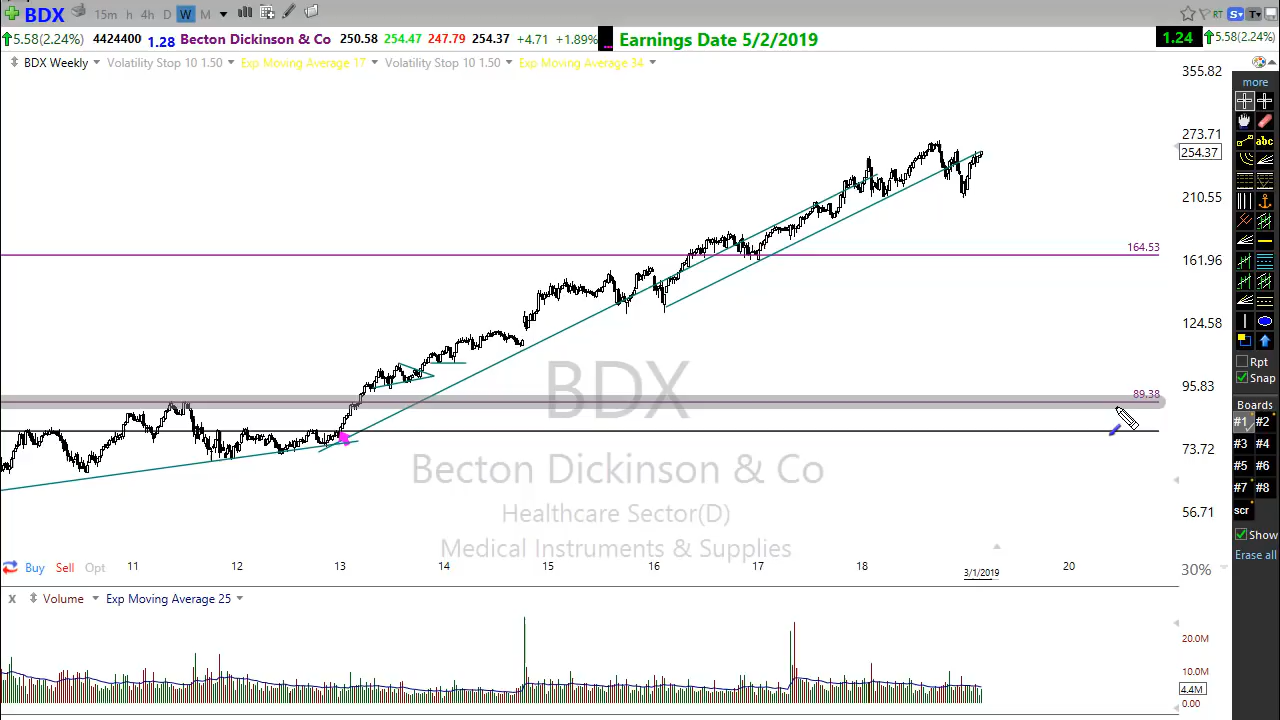 BDX 15m h 4h D W M RT S T
5.58(2.24%) 4424400 1.28 Becton Dickinson & Co 250.58 254.47 247.79 254.37 +4.71 +1.89% Earnings Date 5/2/2019 1.24 5.58(2.24%)
BDX Weekly Volatility Stop 10 1.50 Exp Moving Average 17 Volatility Stop 10 1.50 Exp Moving Average 34
355.82
273.71
254.37
210.55
164.53
161.96
124.58
95.83
89.38
73.72
56.71
BDX
Becton Dickinson & Co
Healthcare Sector(D)
Medical Instruments & Supplies
Buy Sell Opt 11 12 13 14 15 16 17 18 3/1/2019 20 30%
X Volume Exp Moving Average 25
20.0M
10.0M
4.4M
0.00
more
abc
Rpt
Snap
Boards
#1 #2
#3 #4
#5 #6
#7 #8
scr
Show
Erase all